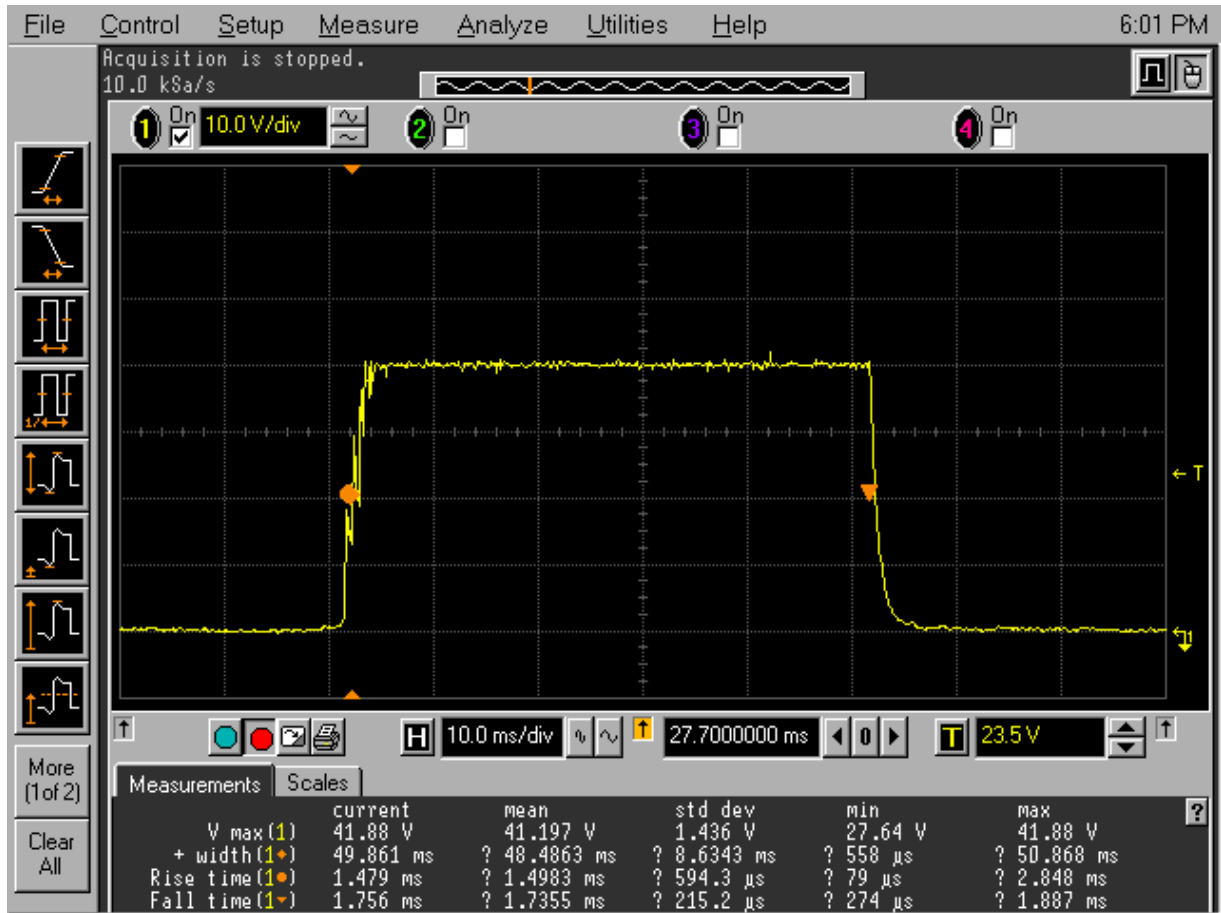 File Control Setup Measure Analyze Utilities Help 6:01 PM
Acquisition is stopped.
10.0 kSa/s
1 On 10.0 V/div 2 On 3 On 4 On
T
1
H 10.0 ms/div 27.7000000 ms 0 T 23.5 V
More
(1 of 2)
Clear
All
Measurements Scales
current mean std dev min max ?
V max(1) 41.88 V 41.197 V 1.436 V 27.64 V 41.88 V
+ width(1) 49.861 ms ? 48.4863 ms ? 8.6343 ms ? 558 µs ? 50.868 ms
Rise time(1) 1.479 ms ? 1.4983 ms ? 594.3 µs ? 79 µs ? 2.848 ms
Fall time(1) 1.756 ms ? 1.7355 ms ? 215.2 µs ? 274 µs ? 1.887 ms